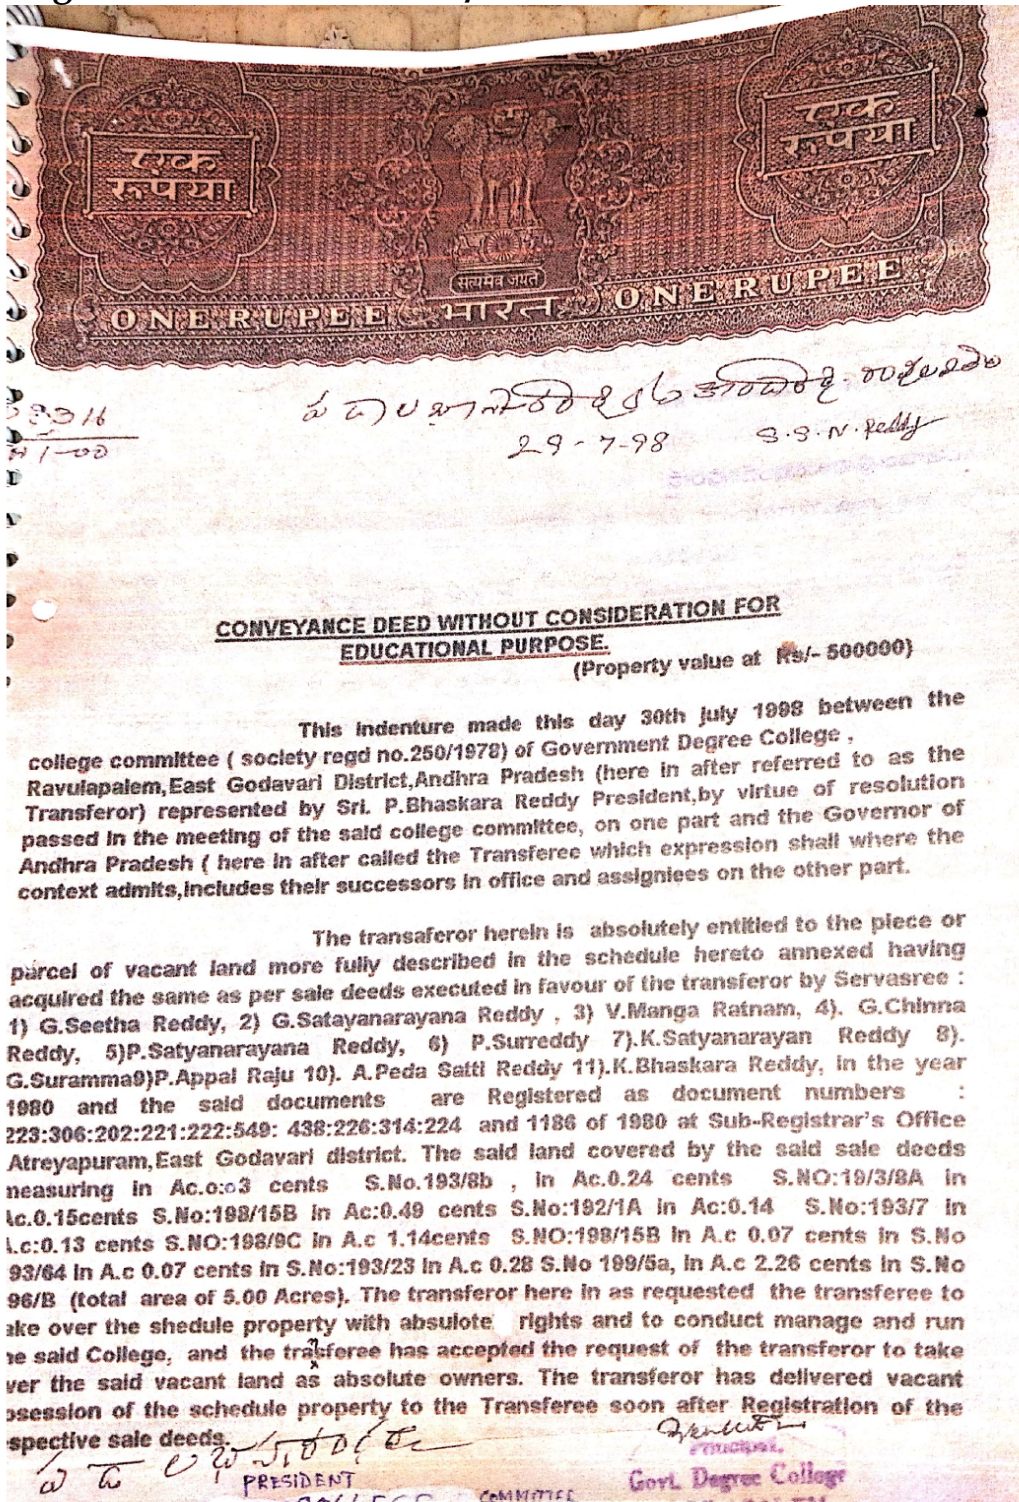 एक
रूपया
एक
रूपया
सत्यमेव जयते
ONE RUPEE भारत ONE RUPEE
29-7-98 S.S.N. Reddy
CONVEYANCE DEED WITHOUT CONSIDERATION FOR
EDUCATIONAL PURPOSE.
(Property value at Rs/- 500000)
This indenture made this day 30th july 1998 between the
college committee ( society regd no.250/1978) of Government Degree College ,
Ravulapalem,East Godavari District,Andhra Pradesh (here in after referred to as the
Transferor) represented by Sri. P.Bhaskara Reddy President,by virtue of resolution
passed in the meeting of the said college committee, on one part and the Governor of
Andhra Pradesh ( here in after called the Transferee which expression shall where the
context admits,includes their successors in office and assigniees on the other part.
The transaferor herein is absolutely entitled to the piece or
parcel of vacant land more fully described in the schedule hereto annexed having
acquired the same as per sale deeds executed in favour of the transferor by Servasree :
1) G.Seetha Reddy, 2) G.Satayanarayana Reddy , 3) V.Manga Ratnam, 4). G.Chinna
Reddy, 5)P.Satyanarayana Reddy, 6) P.Surreddy 7).K.Satyanarayan Reddy 8).
G.Suramma9)P.Appal Raju 10). A.Peda Satti Reddy 11).K.Bhaskara Reddy, in the year
1980 and the said documents are Registered as document numbers :
223:306:202:221:222:549: 438:226:314:224 and 1186 of 1980 at Sub-Registrar's Office
Atreyapuram,East Godavari district. The said land covered by the said sale deeds
measuring in Ac.o:o3 cents S.No.193/8b , in Ac.0.24 cents S.NO:19/3/8A in
Ac.0.15cents S.No:198/15B in Ac:0.49 cents S.No:192/1A in Ac:0.14 S.No:193/7 in
A.c:0.13 cents S.NO:198/9C in A.c 1.14cents S.NO:198/15B in A.c 0.07 cents in S.No
93/64 in A.c 0.07 cents in S.No:193/23 in A.c 0.28 S.No 199/5a, in A.c 2.26 cents in S.No
96/B (total area of 5.00 Acres). The transferor here in as requested the transferee to
ake over the shedule property with absulote rights and to conduct manage and run
he said College, and the trasferee has accepted the request of the transferor to take
ver the said vacant land as absolute owners. The transferor has delivered vacant
osession of the schedule property to the Transferee soon after Registration of the
spective sale deeds.
PRESIDENT
COMMITTEE
PRINCIPAL,
Govt. Degree College